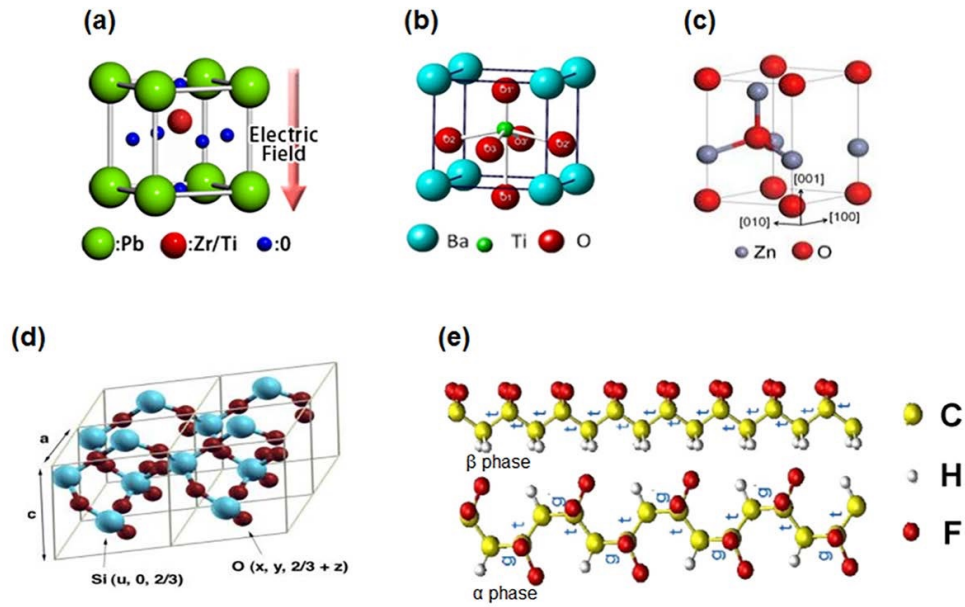 (a)
Electric
Field
:Pb :Zr/Ti :0
(b)
O1'
O2 O3 O3' O2'
O1
Ba Ti O
(c)
[001]
[010] [100]
Zn O
(d)
a
c
Si (u, 0, 2/3)
O (x, y, 2/3 + z)
(e)
t t t t t t t t t t t t t t
β phase
g- g- g- g-
t t t t t t t
g g g g
α phase
C
H
F